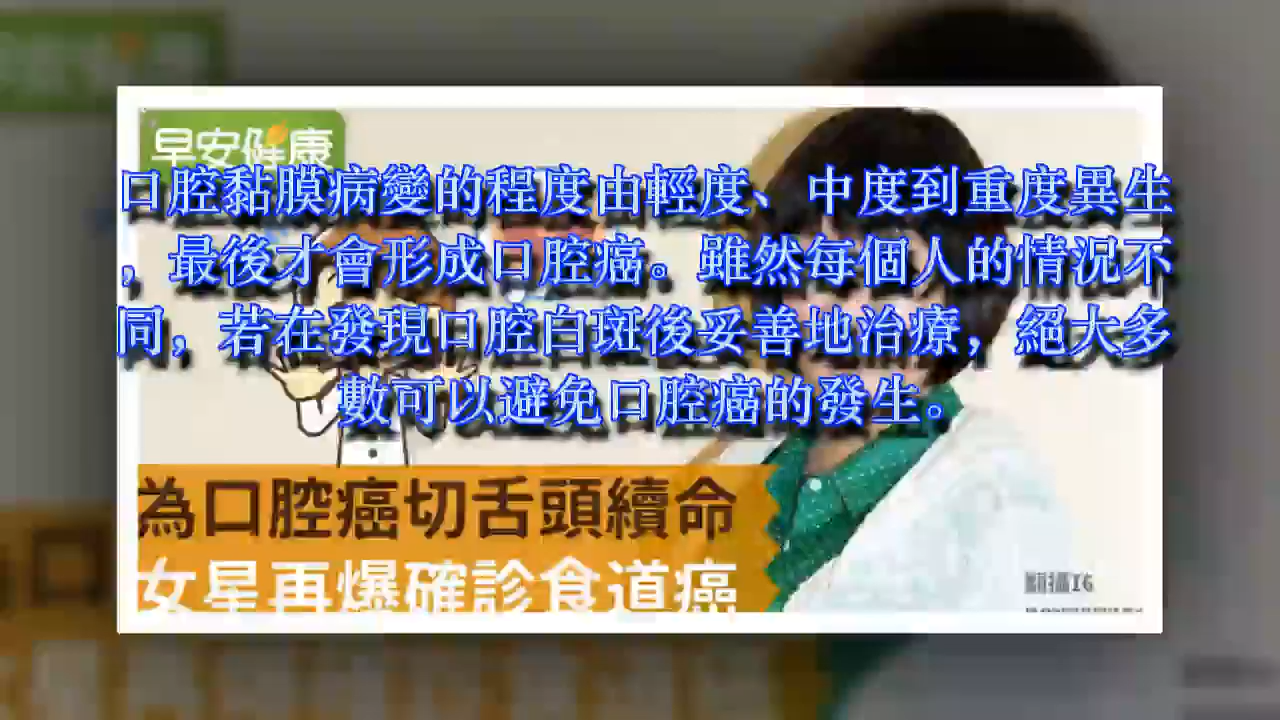 早安健康
口腔黏膜病變的程度由輕度、中度到重度異生
，最後才會形成口腔癌。雖然每個人的情況不
同，若在發現口腔白斑後妥善地治療，絕大多
數可以避免口腔癌的發生。
為口腔癌切舌頭續命
女星再爆確診食道癌
翻攝IG